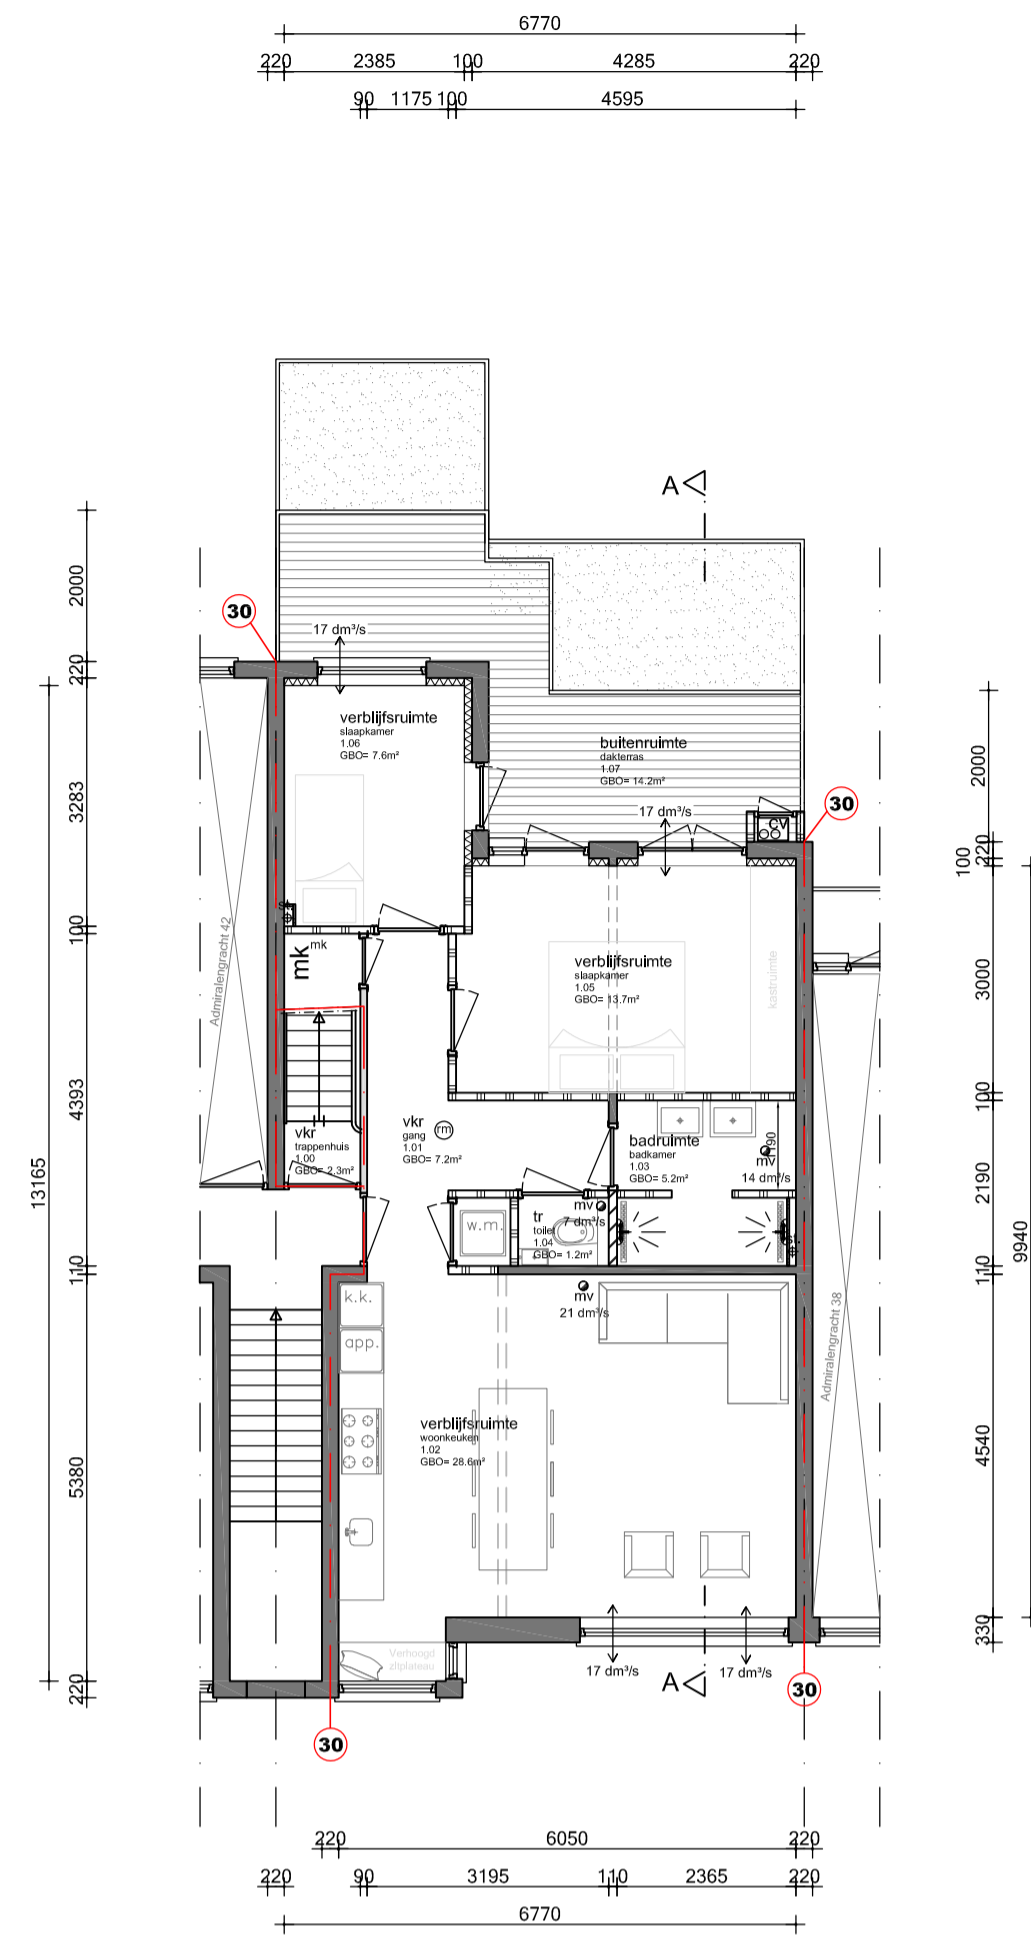 6770
220 2385 100 4285 220
90 1175 100 4595
A
2000
30
17 dm³/s
220
verblijfsruimte
slaapkamer
1.06
GBO= 7.6m²
buitenruimte
dakterras
1.07
GBO= 14.2m²
2000
3283
17 dm³/s
30
cv
220
100
Admiralengracht 42
100
mk
mk
verblijfsruimte
slaapkamer
1.05
GBO= 13.7m²
kastruimte
3000
4393
13165
vkr
trappenhuis
1.00
GBO= 2.3m²
vkr
gang
1.01
GBO= 7.2m²
rm
badruimte
badkamer
1.03
GBO= 5.2m²
1190
mv
14 dm³/s
100
2190
9940
w.m.
tr
toilet
1.04
GBO= 1.2m²
mv
7 dm³/s
110
110
k.k.
app.
mv
21 dm³/s
Admiralengracht 38
verblijfsruimte
woonkeuken
1.02
GBO= 28.6m²
5380
4540
330
Verhoogd
zitplateau
17 dm³/s
17 dm³/s
A
220
30
30
220 6050 220
220 90 3195 110 2365 220
6770